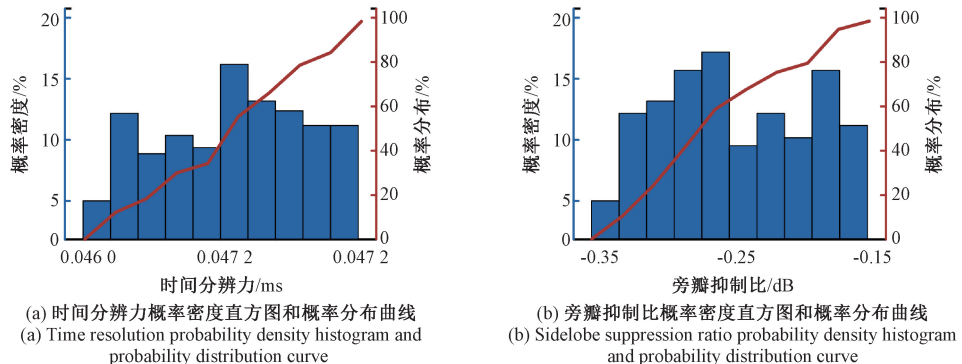 20
15
10
5
0
概率密度/%
100
80
60
40
20
0
概率分布/%
0.046 0
0.047 2
0.047 2
时间分辨力/ms
(a) 时间分辨力概率密度直方图和概率分布曲线
(a) Time resolution probability density histogram and
probability distribution curve
20
15
10
5
0
概率密度/%
100
80
60
40
20
0
概率分布/%
-0.35
-0.25
-0.15
旁瓣抑制比/dB
(b) 旁瓣抑制比概率密度直方图和概率分布曲线
(b) Sidelobe suppression ratio probability density histogram
and probability distribution curve